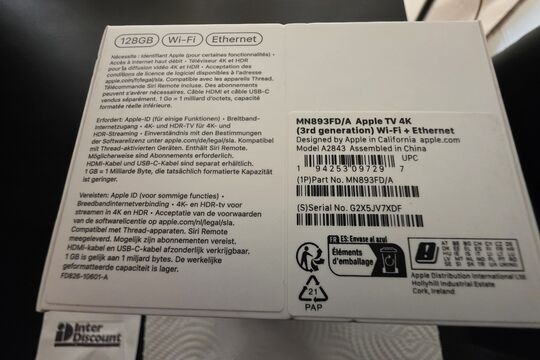 128GB Wi-Fi Ethernet
Nécessite : Identifiant Apple (pour certaines fonctionnalités) •
Accès à Internet haut débit • Téléviseur 4K et HDR
pour la diffusion vidéo 4K et HDR • Acceptation des
conditions de licence de logiciel disponibles à l'adresse
apple.com/fr/legal/sla. Compatible avec les appareils Thread.
Télécommande Siri Remote incluse. Des abonnements
peuvent s'avérer nécessaires. Câble HDMI et câble USB-C
vendus séparément. 1 Go = 1 milliard d'octets, capacité
formatée réelle inférieure.
Erfordert: Apple-ID (für einige Funktionen) • Breitband-
Internetzugang • 4K- und HDR-TV für 4K- und HDR-
Streaming • Einverständnis mit den Bestimmungen
der Softwarelizenz unter apple.com/de/legal/sla.
Mit Thread-Geräten kompatibel. Enthält Siri Remote.
Möglicherweise sind Abonnements erforderlich.
HDMI-Kabel und USB-C-Kabel sind separat erhältlich.
1 GB = 1 Milliarde Byte, die tatsächlich formatierte Kapazität
ist geringer.
Vereisten: Apple ID (voor sommige functies) •
Breedbandinternetverbinding • 4K- en HDR-tv voor
streamen in 4K en HDR • Acceptatie van de voorwaarden
van de softwarelicentie op apple.com/nl/legal/sla.
Compatibel met Thread-apparaten. Siri Remote
meegeleverd. Mogelijk zijn abonnementen vereist.
HDMI-kabel en USB-C-kabel afzonderlijk verkrijgbaar.
1 GB is gelijk aan 1 miljard bytes. De werkelijke
geformatteerde capaciteit is lager.
FD826-10601-A
MN893FD/A Apple TV 4K
(3rd generation) Wi-Fi + Ethernet
Designed by Apple in California apple.com
Model A2843 Assembled in China
UPC
1 94253 09729 7
(1P)Part No. MN893FD/A
(S)Serial No. G2X5JV7XDF
FR ES: Envase al azul
Éléments
d'emballage
21
PAP
Apple Distribution International Ltd.
Hollyhill Industrial Estate
Cork, Ireland
Inter
Discount